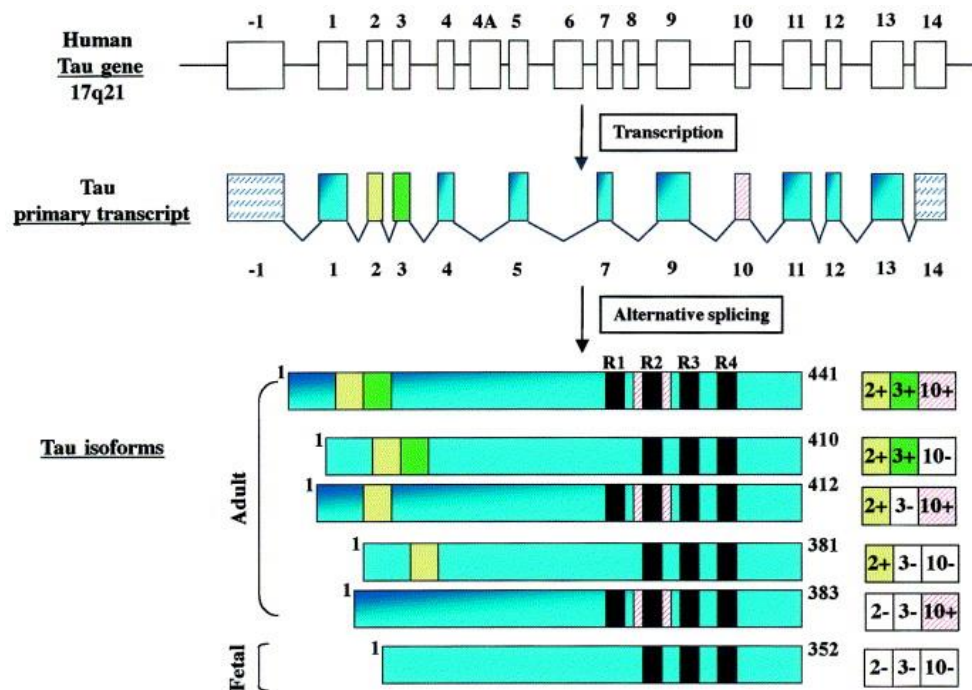 -1 1 2 3 4 4A 5 6 7 8 9 10 11 12 13 14
Human
Tau gene
17q21
Transcription
Tau
primary transcript
-1 1 2 3 4 5 7 9 10 11 12 13 14
Alternative splicing
R1 R2 R3 R4
1 441 2+ 3+ 10+
Tau isoforms
Adult
1 410 2+ 3+ 10-
1 412 2+ 3- 10+
1 381 2+ 3- 10-
1 383 2- 3- 10+
Fetal
1 352 2- 3- 10-